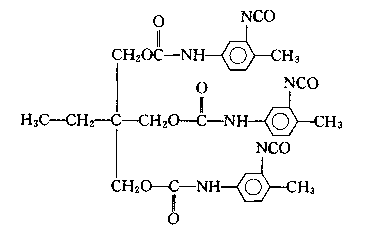 O NCO
CH₂OC—NH— —CH₃
O NCO
H₃C—CH₂—C—CH₂O—C—NH— —CH₃
NCO
CH₂O—C—NH— —CH₃
O